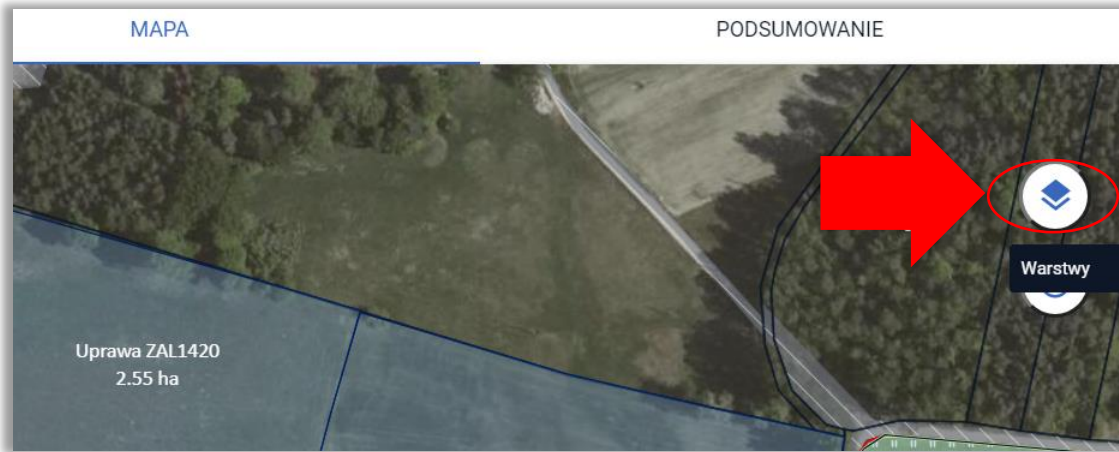 MAPA
PODSUMOWANIE
Warstwy
Uprawa ZAL1420
2.55 ha